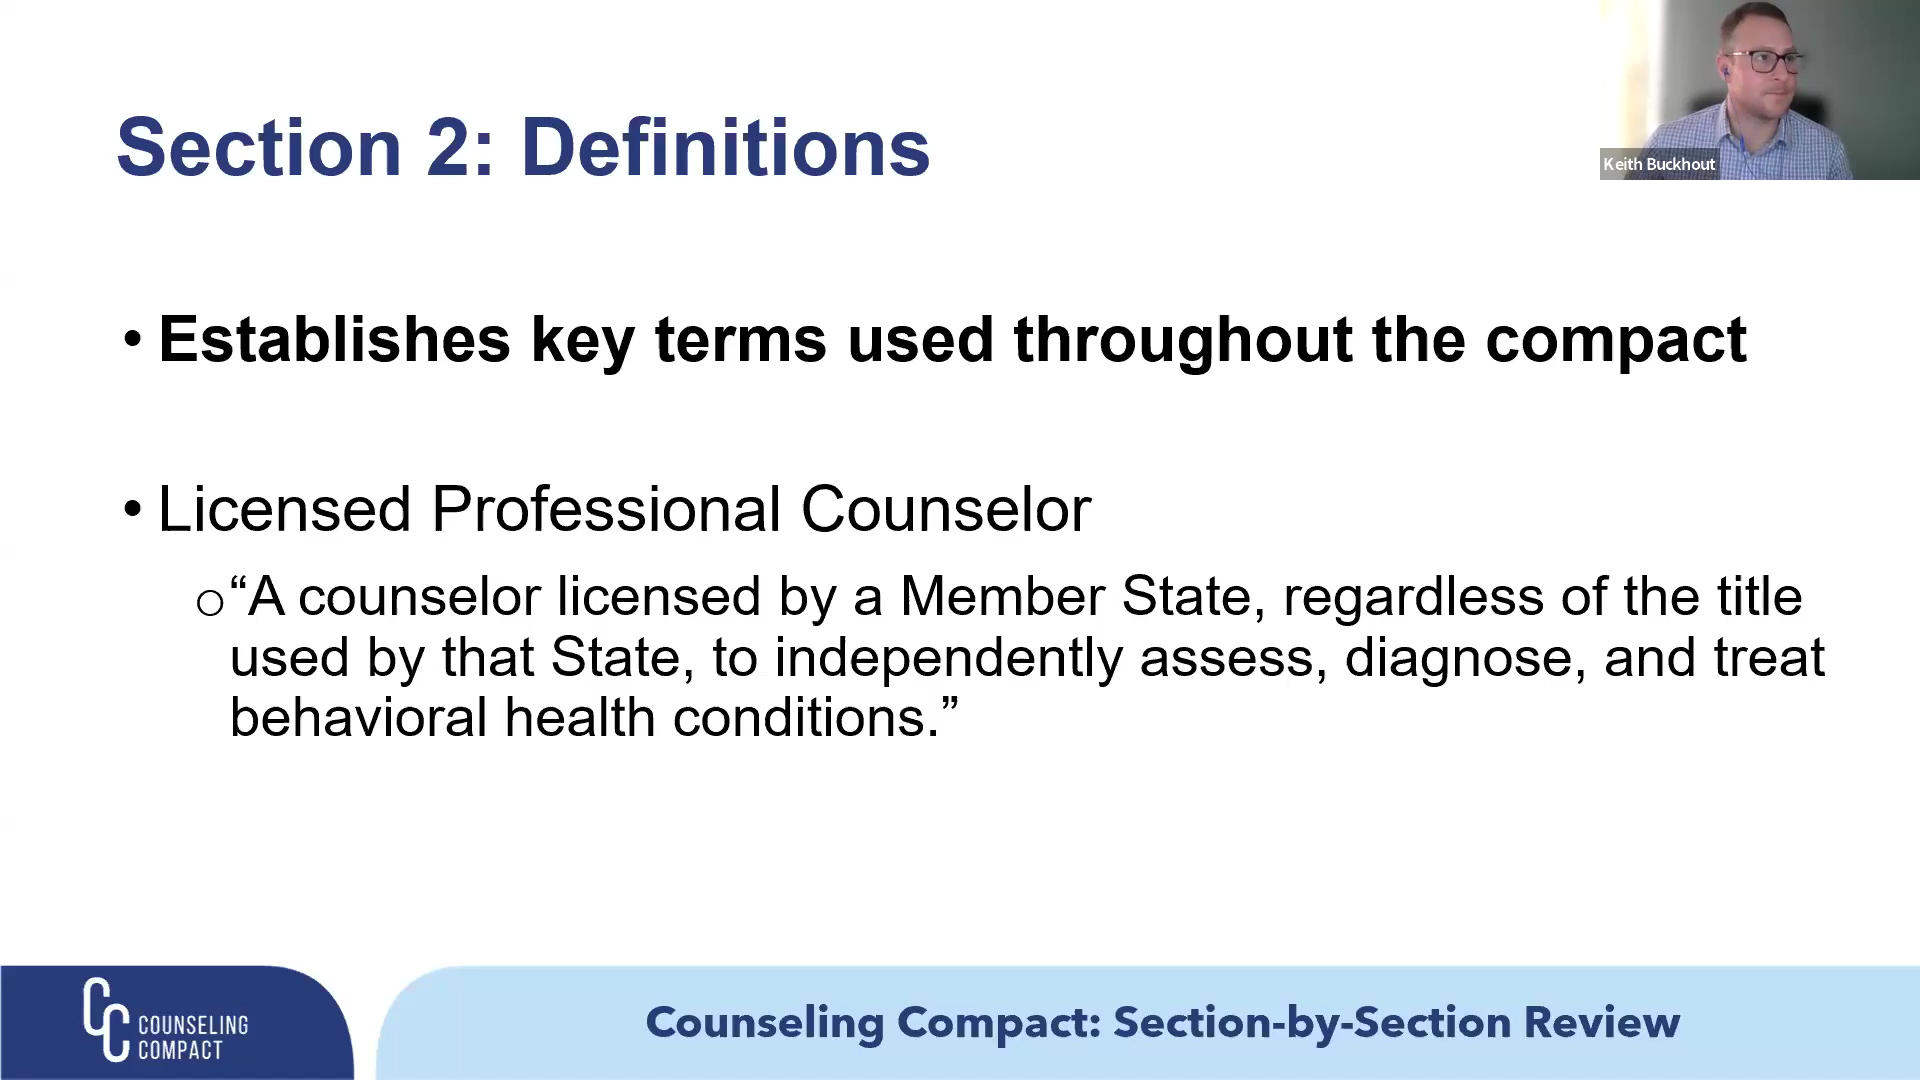 Section 2: Definitions
Keith Buckhout
• Establishes key terms used throughout the compact
• Licensed Professional Counselor
o “A counselor licensed by a Member State, regardless of the title
used by that State, to independently assess, diagnose, and treat
behavioral health conditions.”
CC COUNSELING
COMPACT
Counseling Compact: Section-by-Section Review